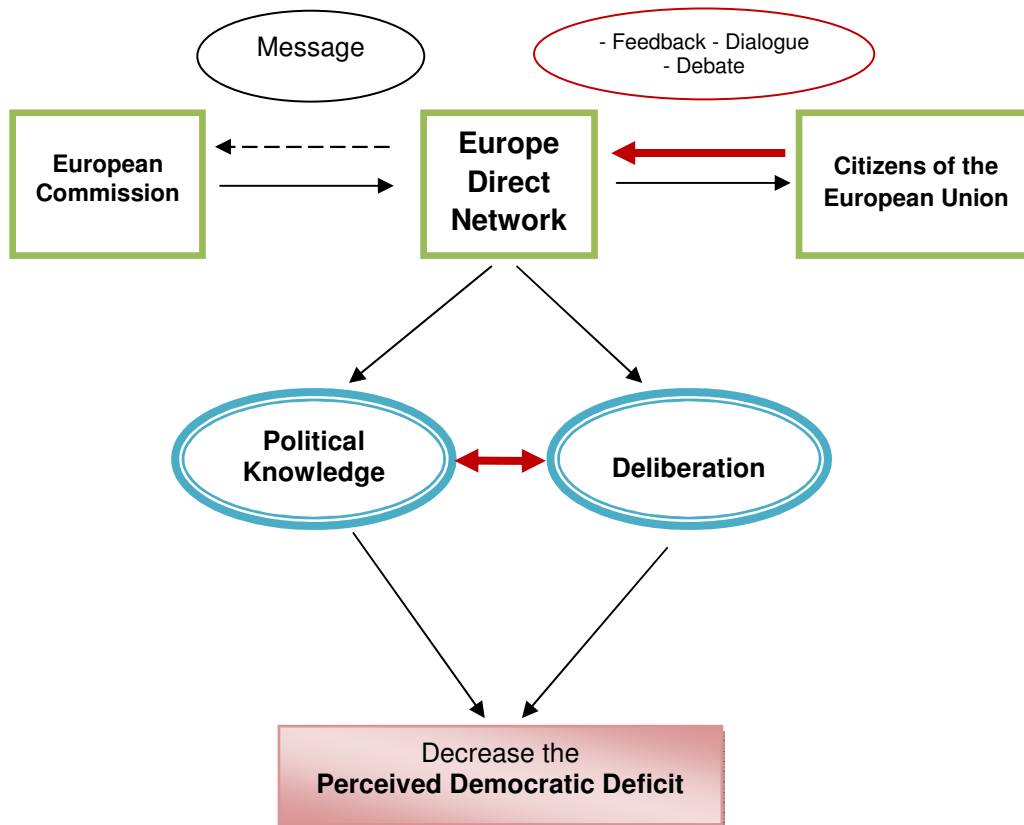 Message
- Feedback - Dialogue
- Debate
European
Commission
Europe
Direct
Network
Citizens of the
European Union
Political
Knowledge
Deliberation
Decrease the
Perceived Democratic Deficit